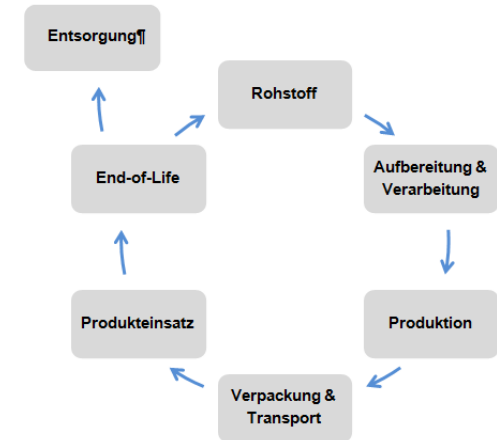 Entsorgung¶
Rohstoff
Aufbereitung &
Verarbeitung
End-of-Life
Produkteinsatz
Produktion
Verpackung &
Transport